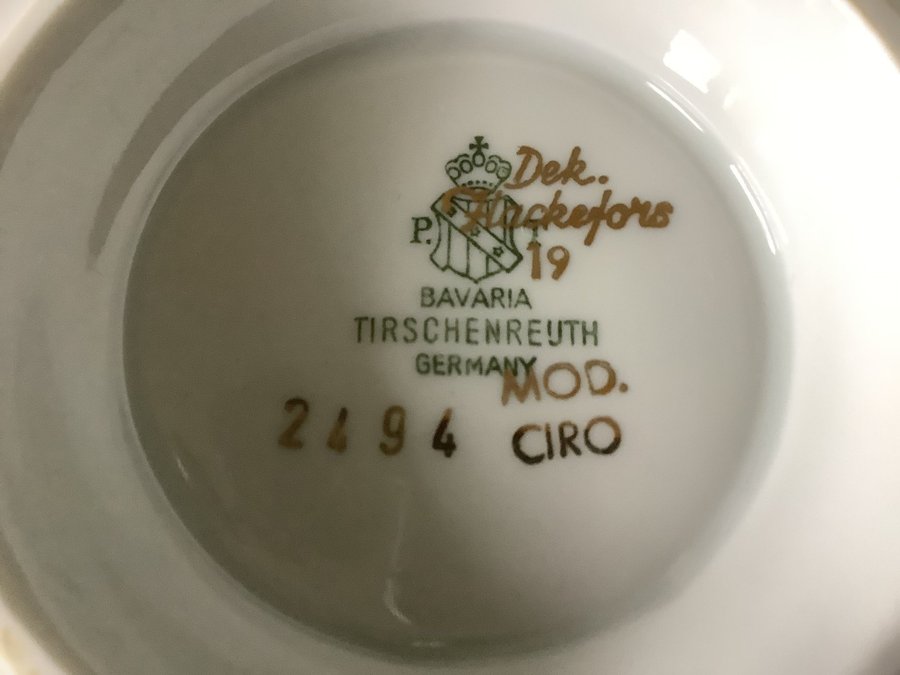 Dek.
Hackefors
P. T.
19
BAVARIA
TIRSCHENREUTH
GERMANY
MOD.
2494 CIRO